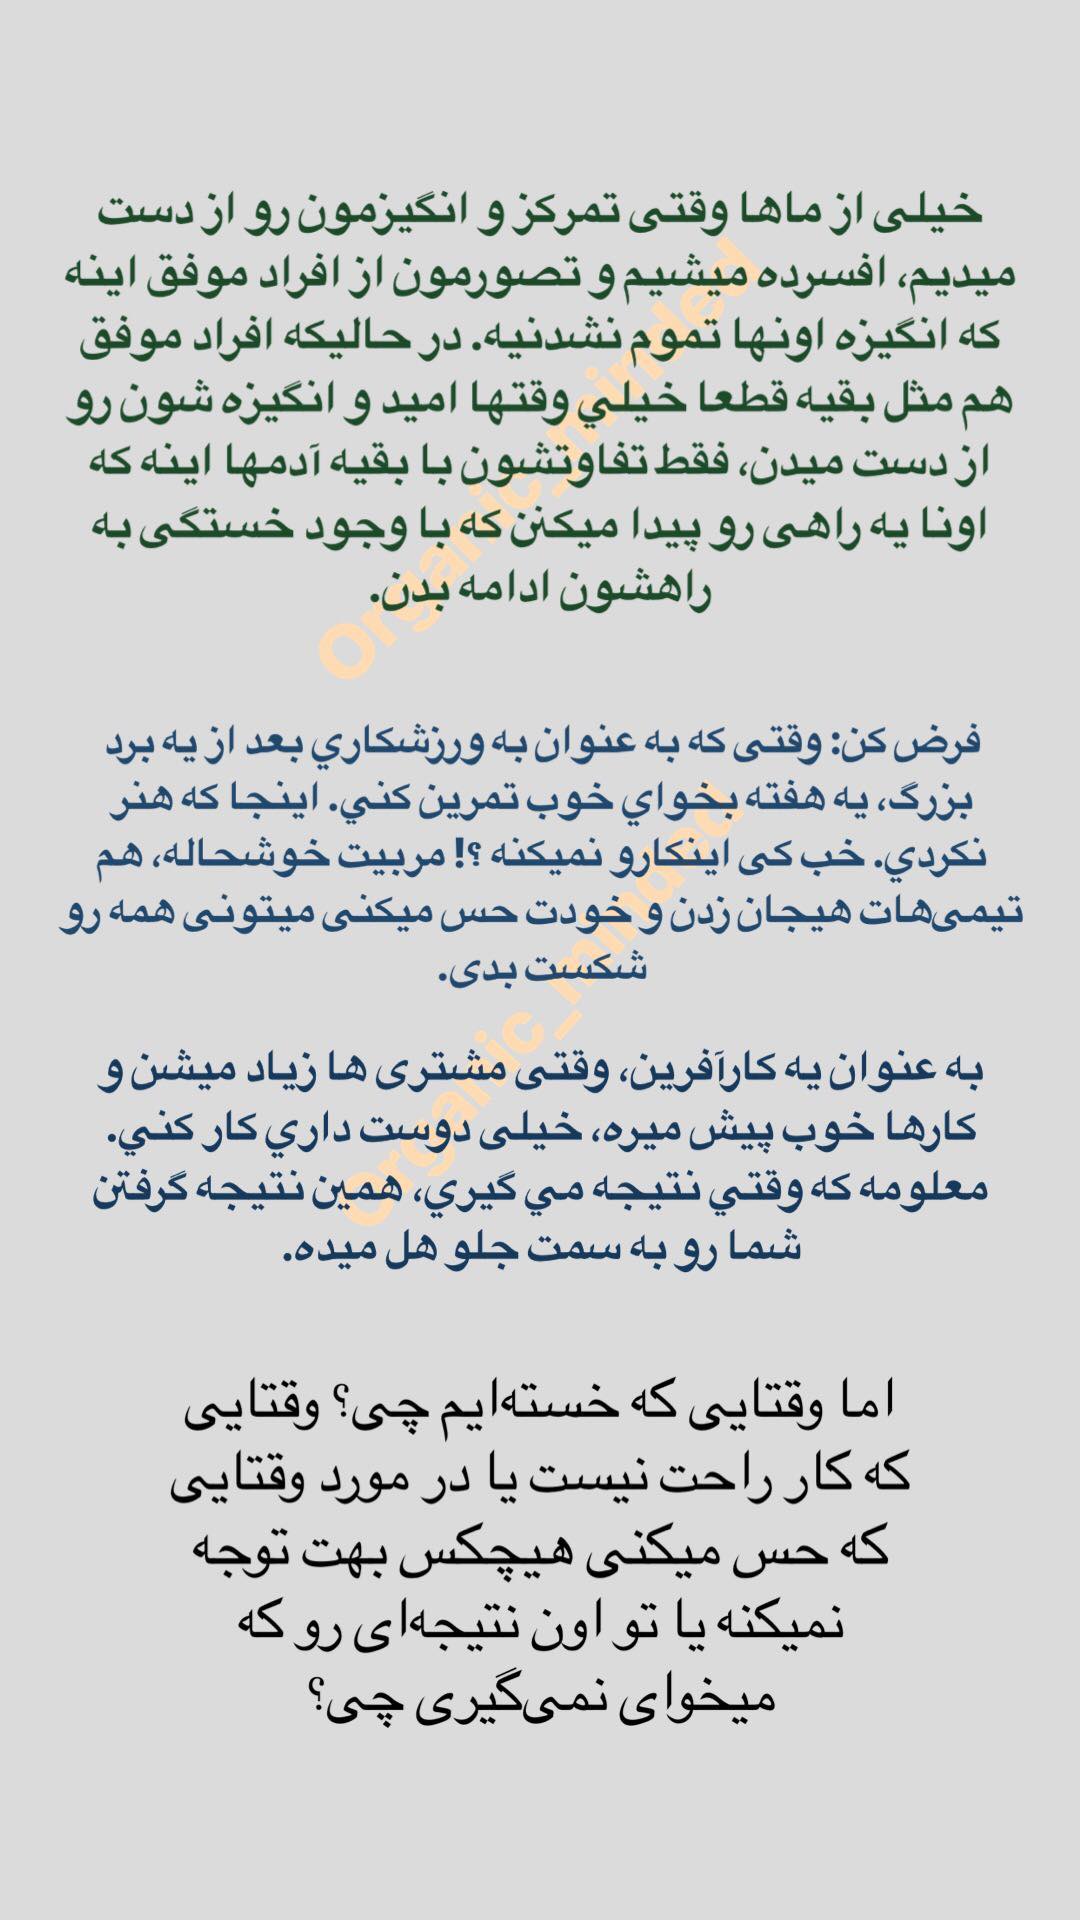 خیلی از ماها وقتی تمرکز و انگیزمون رو از دست
میدیم، افسرده میشیم و تصورمون از افراد موفق اینه
که انگیزه اونها تموم نشدنیه. در حالیکه افراد موفق
هم مثل بقیه قطعا خیلي وقتها امید و انگیزه شون رو
از دست میدن، فقط تفاوتشون با بقیه آدمها اینه که
اونا یه راهی رو پیدا میکنن که با وجود خستگی به
راهشون ادامه بدن.
Organic_minded
فرض کن: وقتی که به عنوان به ورزشکاري بعد از یه برد
بزرگ، یه هفته بخواي خوب تمرین کني. اینجا که هنر
نکردي. خب کی اینکارو نمیکنه ؟! مربیت خوشحاله، هم
تیمی‌هات هیجان زدن و خودت حس میکنی میتونی همه رو
شکست بدی.
Organic_minded
به عنوان یه کارآفرین، وقتی مشتری ها زیاد میشن و
کارها خوب پیش میره، خیلی دوست داري کار کني.
معلومه که وقتي نتیجه مي گیري، همین نتیجه گرفتن
شما رو به سمت جلو هل میده.
اما وقتایی که خسته‌ایم چی؟ وقتایی
که کار راحت نیست یا در مورد وقتایی
که حس میکنی هیچکس بهت توجه
نمیکنه یا تو اون نتیجه‌ای رو که
میخوای نمی‌گیری چی؟